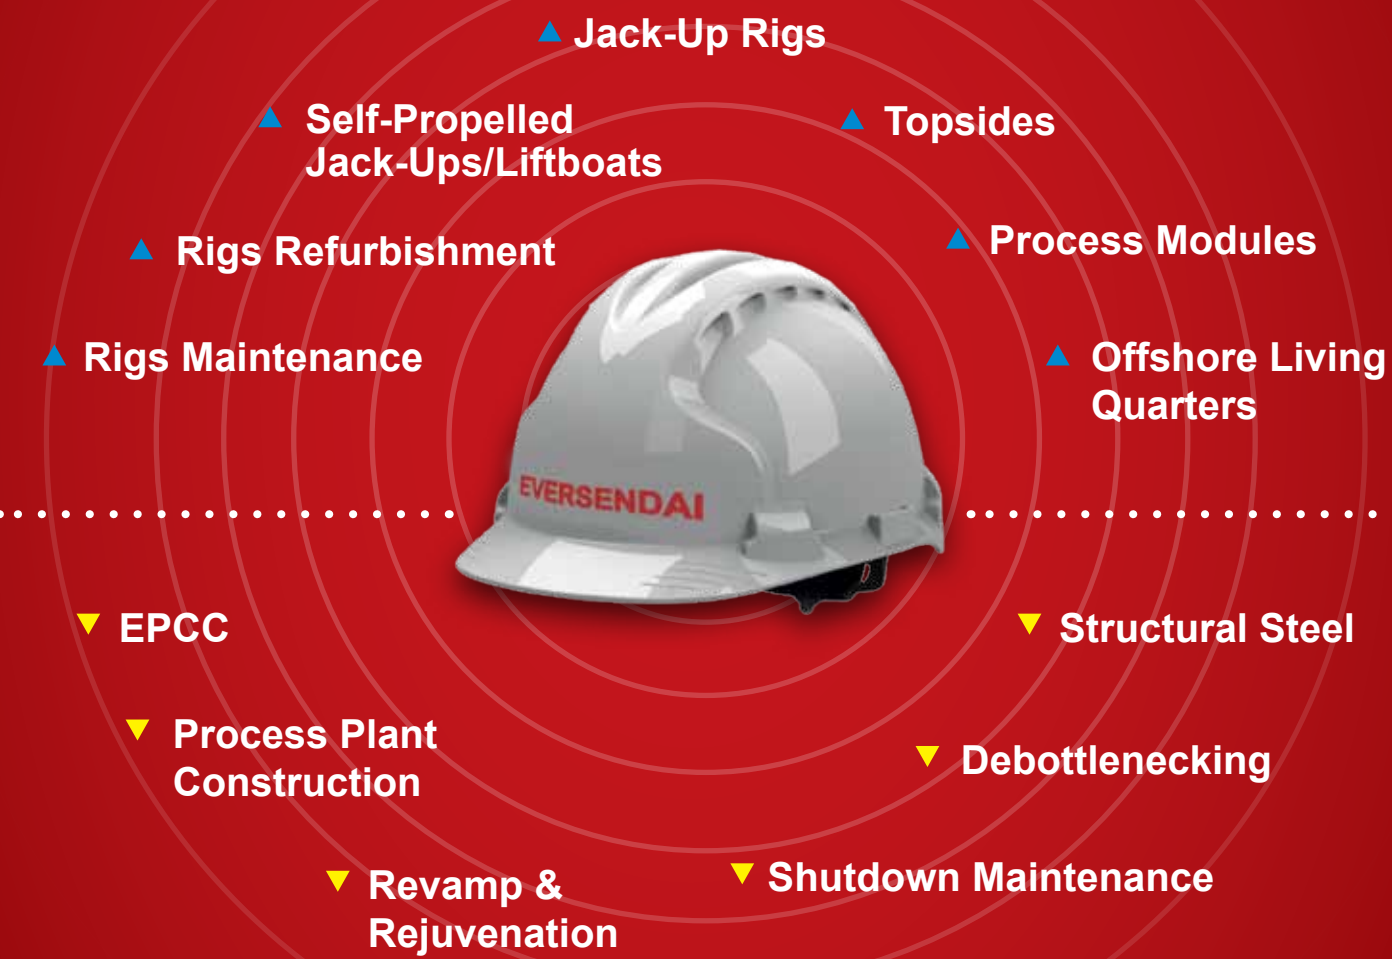 Jack-Up Rigs
Self-Propelled
Jack-Ups/Liftboats
Topsides
Rigs Refurbishment
Process Modules
Rigs Maintenance
Offshore Living
Quarters
EVERSENDAI
EPCC
Structural Steel
Process Plant
Construction
Debottlenecking
Revamp &
Rejuvenation
Shutdown Maintenance